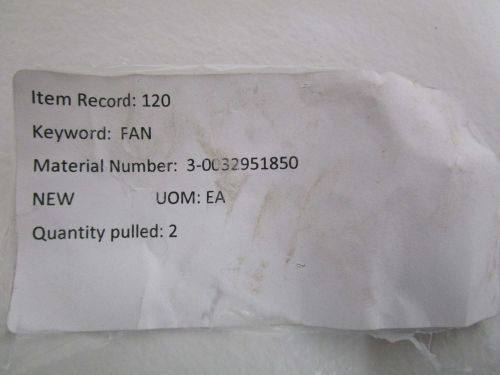 Item Record: 120
Keyword: FAN
Material Number: 3-0032951850
NEW UOM: EA
Quantity pulled: 2